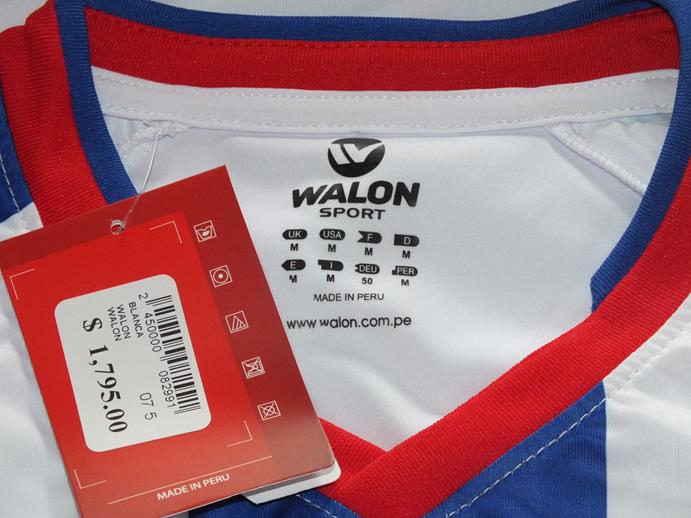 WALON
SPORT
UK USA F D
M M M M
E I DEU PER
M M 50 M
MADE IN PERU
www.walon.com.pe
2 450000 082991
07 5
BLANCA
WALON
WALON
$ 1,795.00
MADE IN PERU